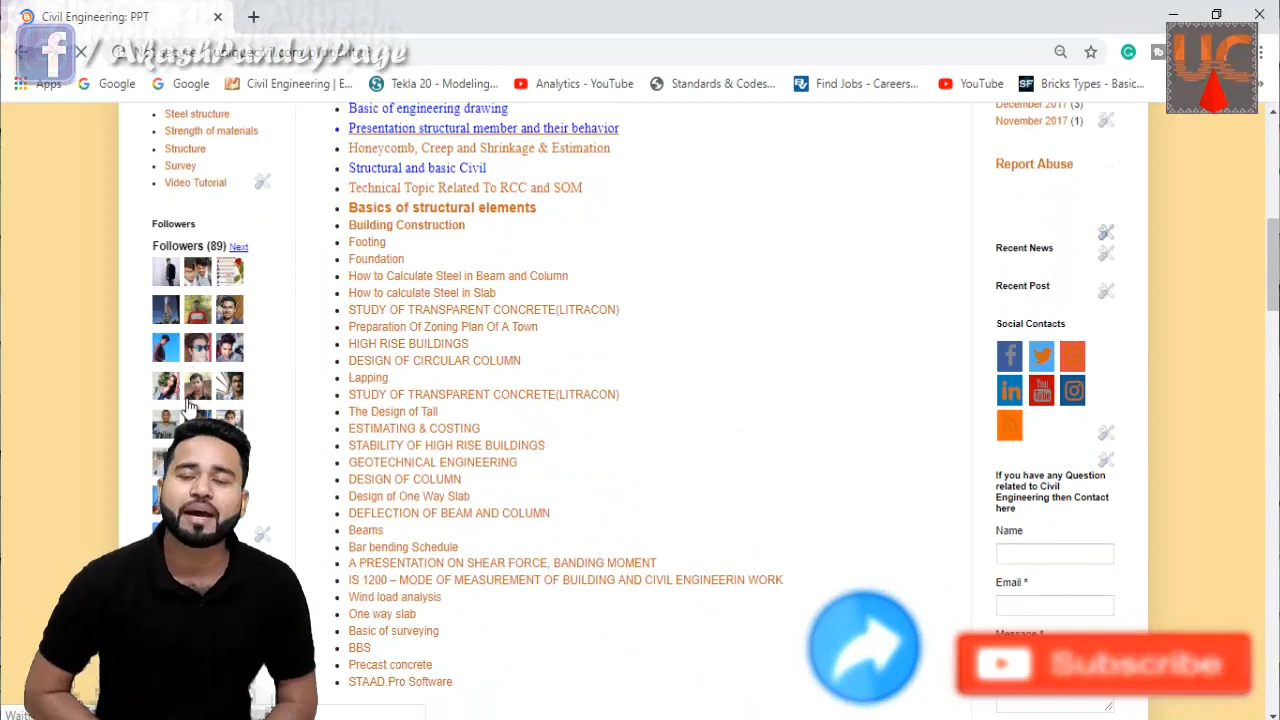 Civil Engineering: PPT
/AkashPandeyPage
Not secure
uniquecivil.com
Apps
Google
Google
Civil Engineering | E...
Tekla 20 - Modeling...
Analytics - YouTube
Standards & Codes...
Find Jobs - Careers...
YouTube
Bricks Types - Basic...
UC
Steel structure
Strength of materials
Structure
Survey
Video Tutorial
Followers
Followers (89) Next
Basic of engineering drawing
Presentation structural member and their behavior
Honeycomb, Creep and Shrinkage & Estimation
Structural and basic Civil
Technical Topic Related To RCC and SOM
Basics of structural elements
Building Construction
Footing
Foundation
How to Calculate Steel in Beam and Column
How to calculate Steel in Slab
STUDY OF TRANSPARENT CONCRETE(LITRACON)
Preparation Of Zoning Plan Of A Town
HIGH RISE BUILDINGS
DESIGN OF CIRCULAR COLUMN
Lapping
STUDY OF TRANSPARENT CONCRETE(LITRACON)
The Design of Tall
ESTIMATING & COSTING
STABILITY OF HIGH RISE BUILDINGS
GEOTECHNICAL ENGINEERING
DESIGN OF COLUMN
Design of One Way Slab
DEFLECTION OF BEAM AND COLUMN
Beams
Bar bending Schedule
A PRESENTATION ON SHEAR FORCE, BANDING MOMENT
IS 1200 – MODE OF MEASUREMENT OF BUILDING AND CIVIL ENGINEERIN WORK
Wind load analysis
One way slab
Basic of surveying
BBS
Precast concrete
STAAD.Pro Software
December 2017 (3)
November 2017 (1)
Report Abuse
Recent News
Recent Post
Social Contacts
You
Tube
If you have any Question
related to Civil
Engineering then Contact
here
Name
Email *
Message *
Subscribe